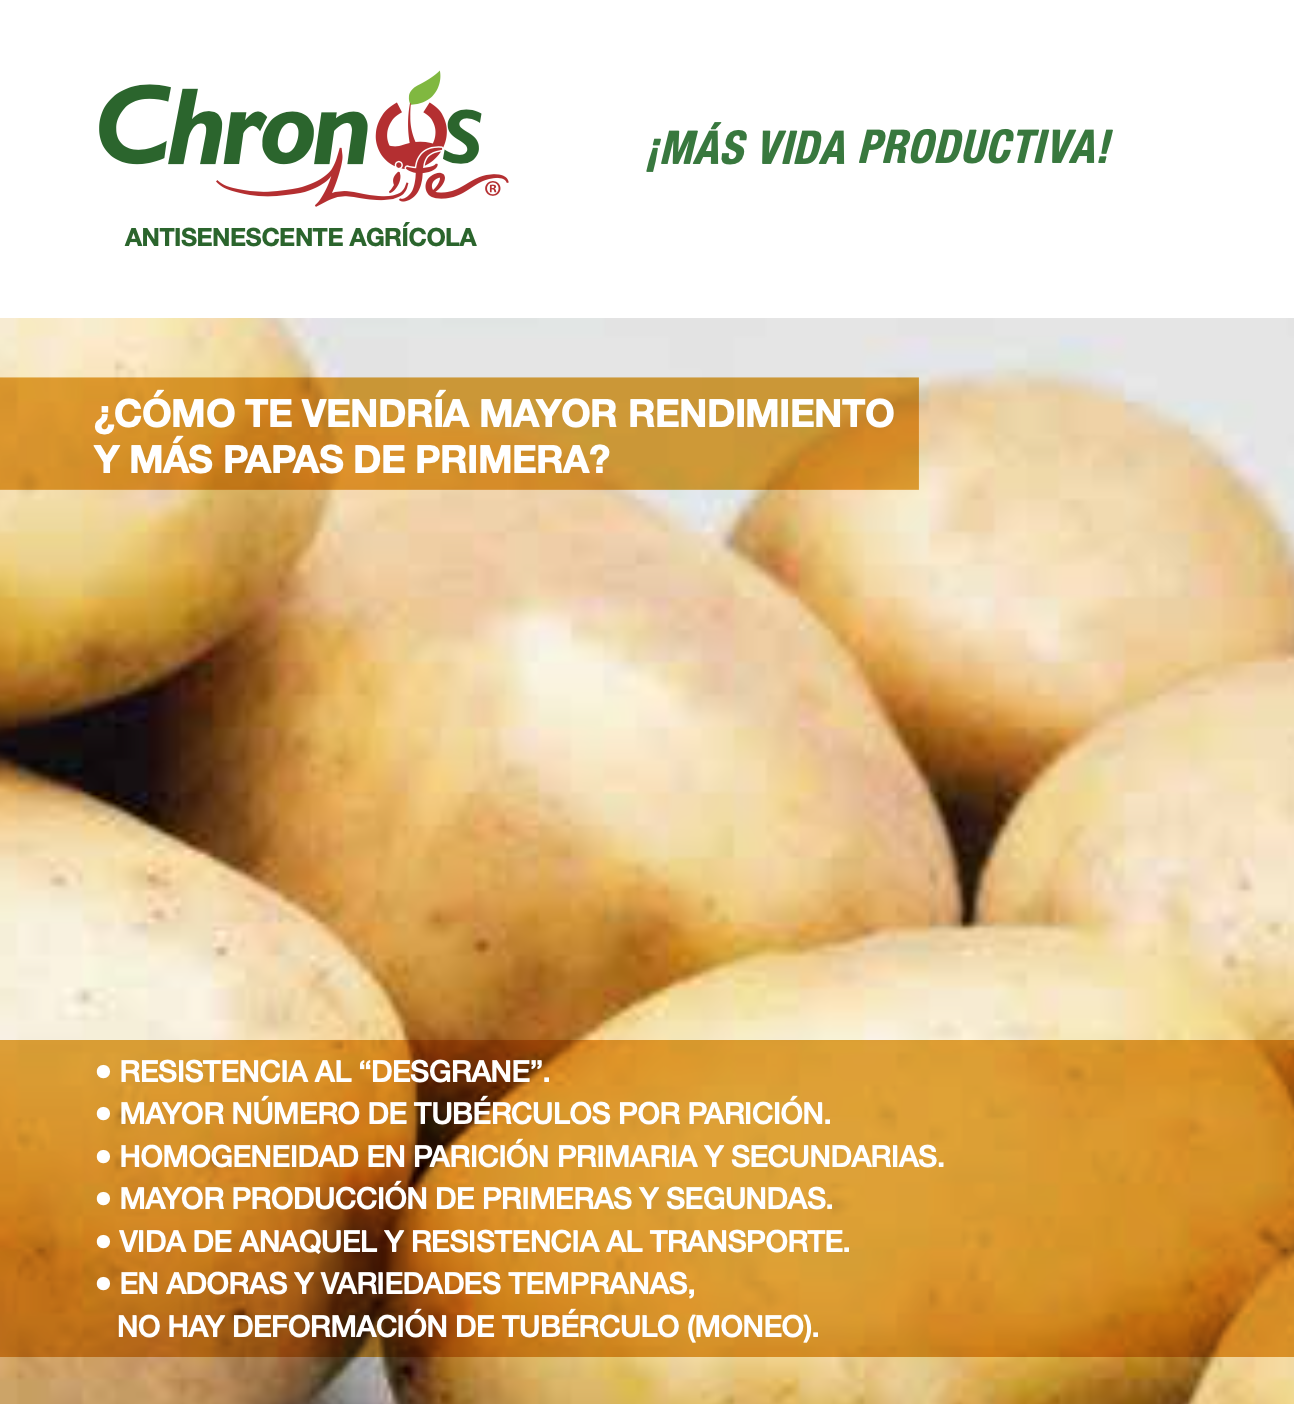 Chronos
Life ®
ANTISENESCENTE AGRÍCOLA
¡MÁS VIDA PRODUCTIVA!
¿CÓMO TE VENDRÍA MAYOR RENDIMIENTO
Y MÁS PAPAS DE PRIMERA?
• RESISTENCIA AL “DESGRANE”.
• MAYOR NÚMERO DE TUBÉRCULOS POR PARICIÓN.
• HOMOGENEIDAD EN PARICIÓN PRIMARIA Y SECUNDARIAS.
• MAYOR PRODUCCIÓN DE PRIMERAS Y SEGUNDAS.
• VIDA DE ANAQUEL Y RESISTENCIA AL TRANSPORTE.
• EN ADORAS Y VARIEDADES TEMPRANAS,
NO HAY DEFORMACIÓN DE TUBÉRCULO (MONEO).